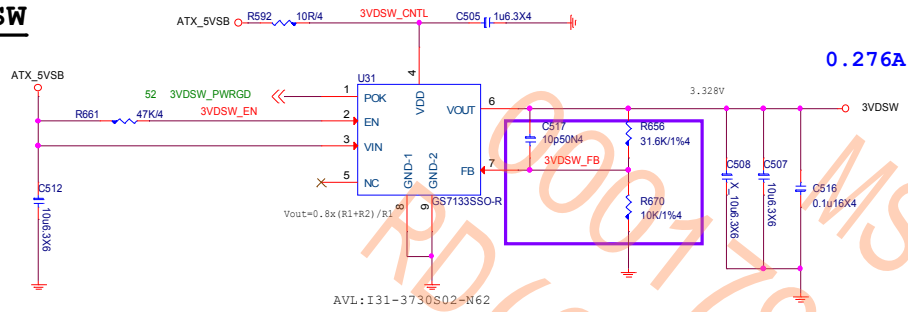 SW
ATX_5VSB
R592
10R/4
3VDSW_CNTL
C505
1u6.3X4
0.276A
ATX_5VSB
R661
47K/4
52 3VDSW_PWRGD
3VDSW_EN
C512
10u6.3X6
U31
1
2
3
5
4
POK
EN
VIN
NC
VDD
GND-1
GND-2
8
9
VOUT
FB
6
7
GS7133SSO-R
Vout=0.8x(R1+R2)/R1
AVL:I31-3730S02-N62
C517
10p50N4
3VDSW_FB
R656
31.6K/1%4
R670
10K/1%4
3.328V
3VDSW
C508
X_10u6.3X6
C507
10u6.3X6
C516
0.1u16X4
MS